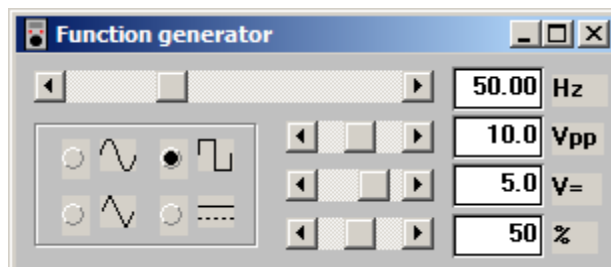 Function generator
50.00 Hz
10.0 Vpp
5.0 V=
50 %